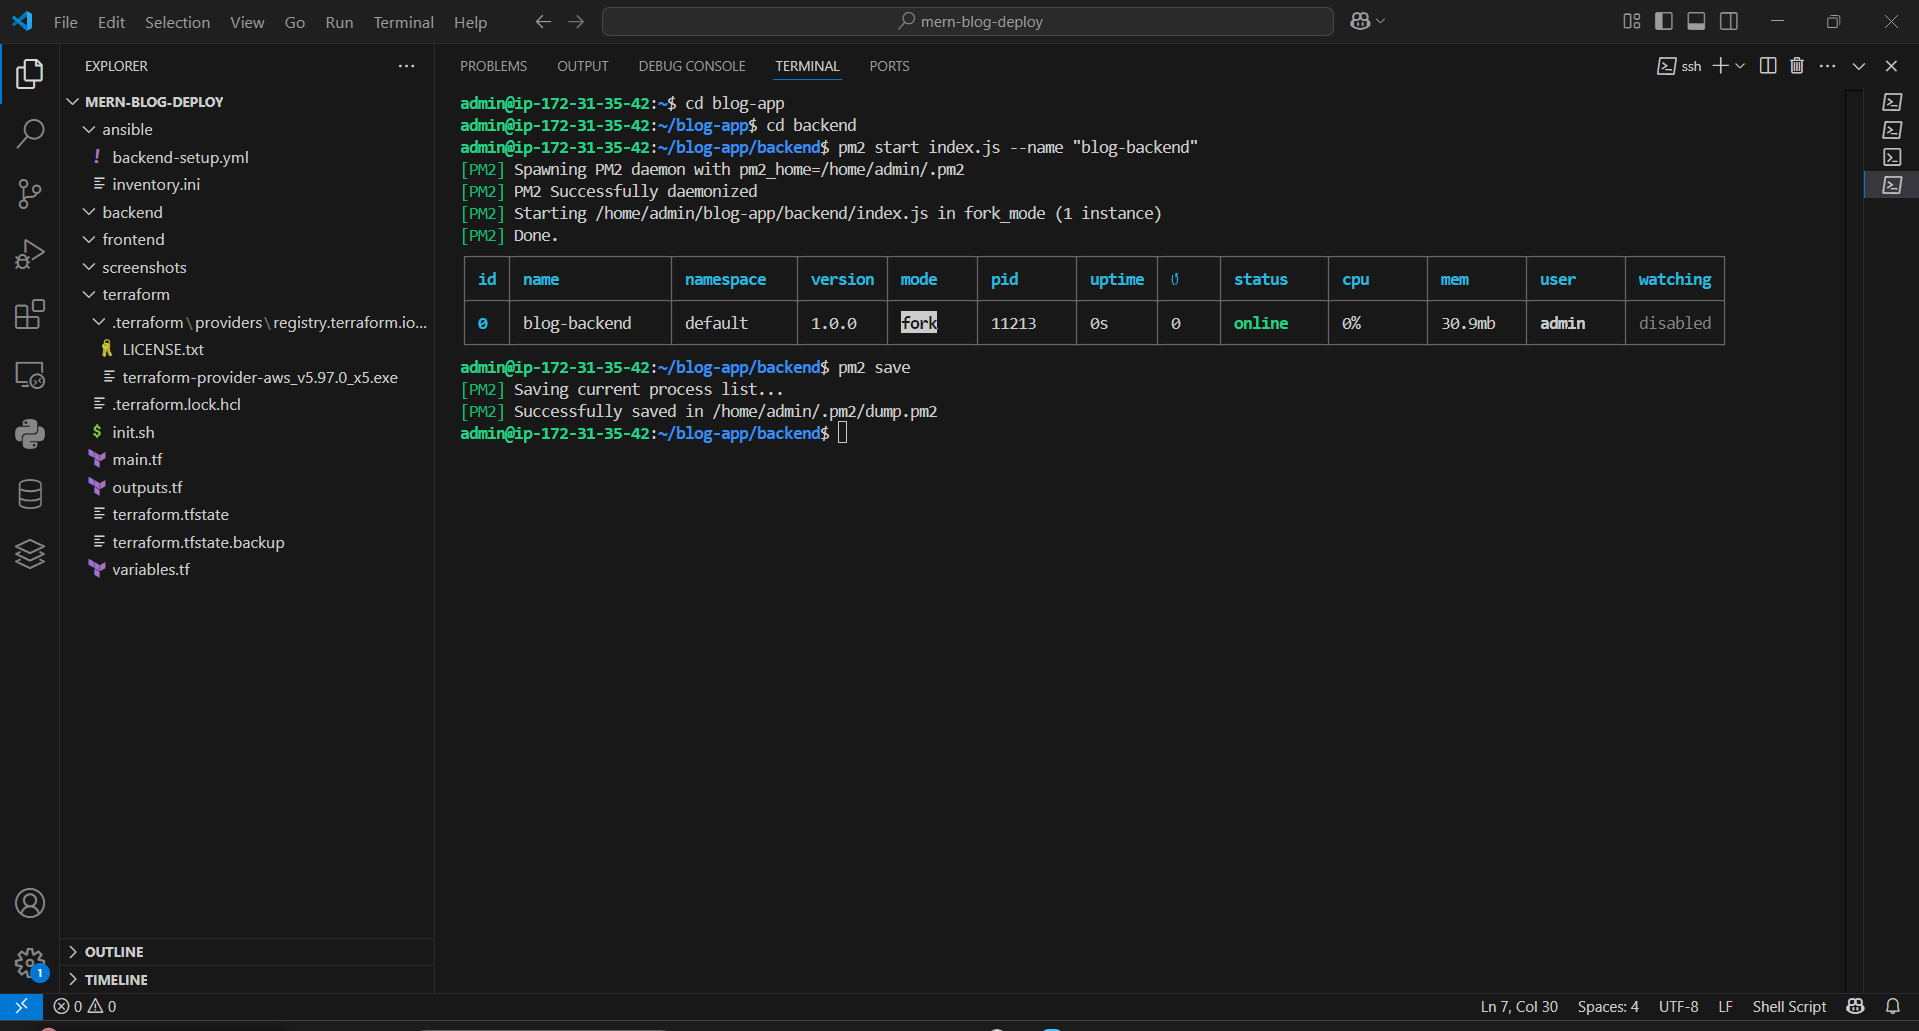 File Edit Selection View Go Run Terminal Help
mern-blog-deploy
EXPLORER
MERN-BLOG-DEPLOY
ansible
! backend-setup.yml
inventory.ini
backend
frontend
screenshots
terraform
.terraform\providers\registry.terraform.io...
LICENSE.txt
terraform-provider-aws_v5.97.0_x5.exe
.terraform.lock.hcl
$ init.sh
main.tf
outputs.tf
terraform.tfstate
terraform.tfstate.backup
variables.tf
OUTLINE
TIMELINE
1
PROBLEMS OUTPUT DEBUG CONSOLE TERMINAL PORTS
ssh
admin@ip-172-31-35-42:~$ cd blog-app
admin@ip-172-31-35-42:~/blog-app$ cd backend
admin@ip-172-31-35-42:~/blog-app/backend$ pm2 start index.js --name "blog-backend"
[PM2] Spawning PM2 daemon with pm2_home=/home/admin/.pm2
[PM2] PM2 Successfully daemonized
[PM2] Starting /home/admin/blog-app/backend/index.js in fork_mode (1 instance)
[PM2] Done.
id name namespace version mode pid uptime ↺ status cpu mem user watching
0 blog-backend default 1.0.0 fork 11213 0s 0 online 0% 30.9mb admin disabled
admin@ip-172-31-35-42:~/blog-app/backend$ pm2 save
[PM2] Saving current process list...
[PM2] Successfully saved in /home/admin/.pm2/dump.pm2
admin@ip-172-31-35-42:~/blog-app/backend$
0 0
Ln 7, Col 30 Spaces: 4 UTF-8 LF Shell Script